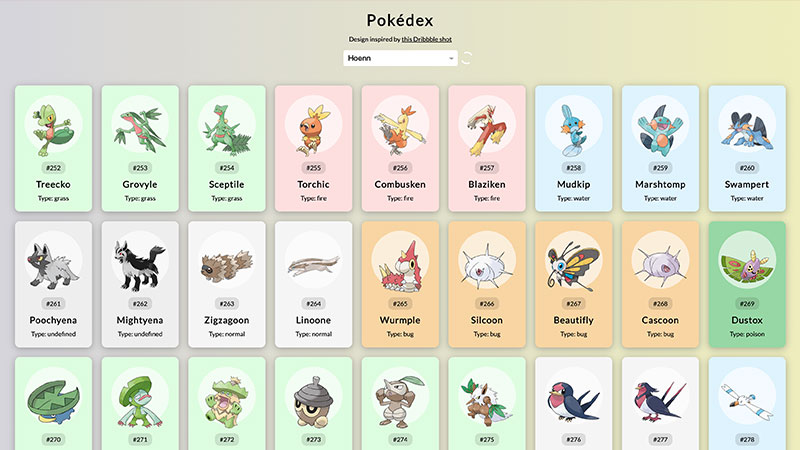 Pokédex
Design inspired by this Dribbble shot
Hoenn
#252 #253 #254 #255 #256 #257 #258 #259 #260
Treecko Grovyle Sceptile Torchic Combusken Blaziken Mudkip Marshtomp Swampert
Type: grass Type: grass Type: grass Type: fire Type: fire Type: fire Type: water Type: water Type: water
#261 #262 #263 #264 #265 #266 #267 #268 #269
Poochyena Mightyena Zigzagoon Linoone Wurmple Silcoon Beautifly Cascoon Dustox
Type: undefined Type: undefined Type: normal Type: normal Type: bug Type: bug Type: bug Type: bug Type: poison
#270 #271 #272 #273 #274 #275 #276 #277 #278